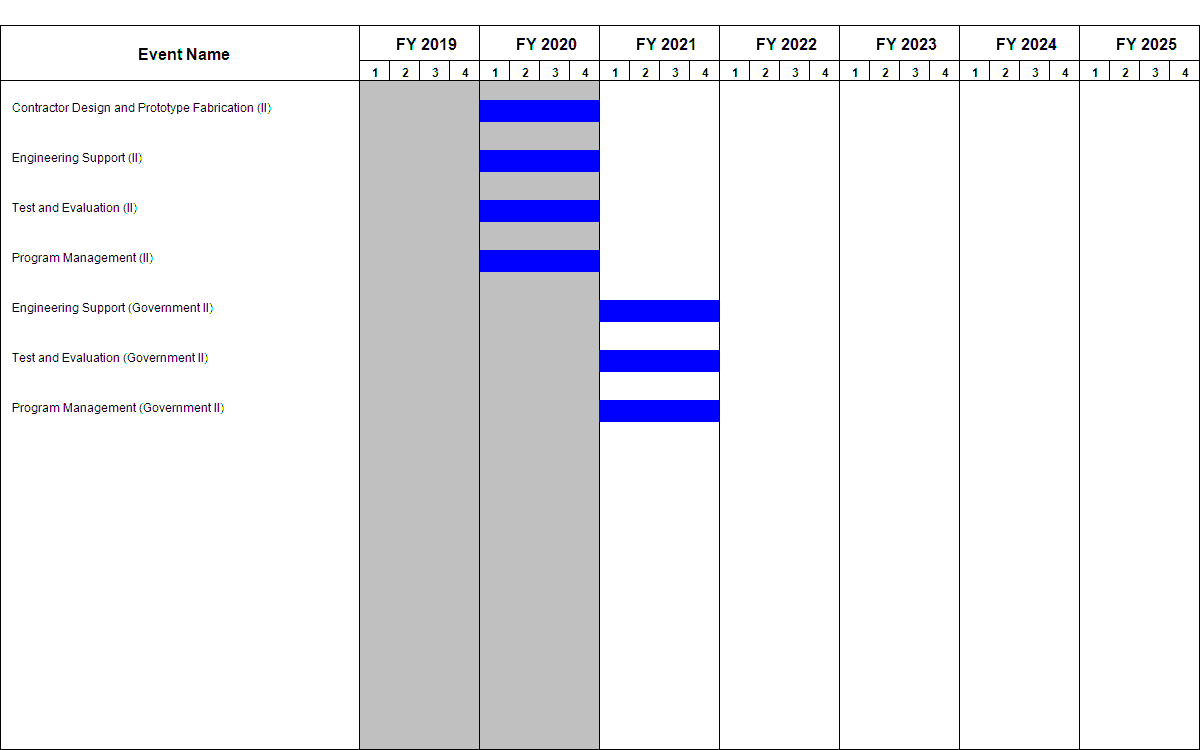 Event Name FY 2019 FY 2020 FY 2021 FY 2022 FY 2023 FY 2024 FY 2025
1 2 3 4 1 2 3 4 1 2 3 4 1 2 3 4 1 2 3 4 1 2 3 4 1 2 3 4
Contractor Design and Prototype Fabrication (II)
Engineering Support (II)
Test and Evaluation (II)
Program Management (II)
Engineering Support (Government II)
Test and Evaluation (Government II)
Program Management (Government II)